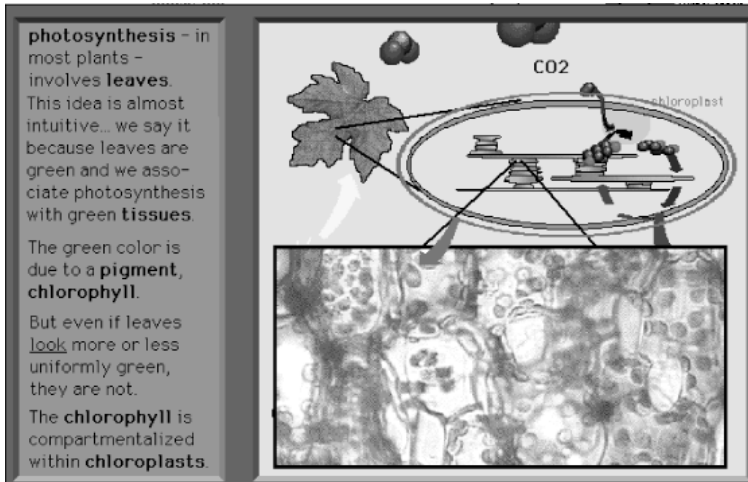 photosynthesis - in
most plants -
involves leaves.
This idea is almost
intuitive... we say it
because leaves are
green and we asso-
ciate photosynthesis
with green tissues.
The green color is
due to a pigment,
chlorophyll.
But even if leaves
look more or less
uniformly green,
they are not.
The chlorophyll is
compartmentalized
within chloroplasts.
CO2
chloroplast